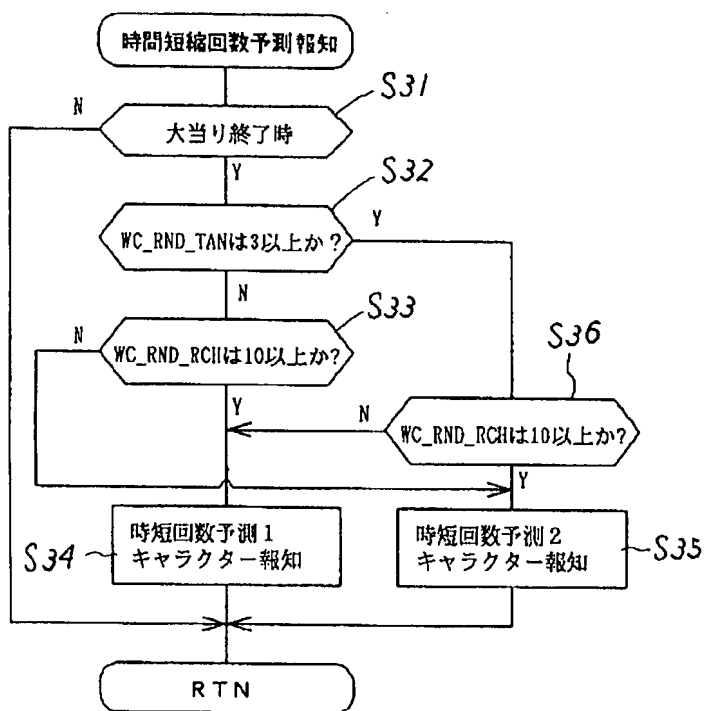 時間短縮回数予測報知
S31
N
大当り終了時
Y
S32
WC_RND_TANは3以上か?
Y
N
S33
N
WC_RND_RCHは10以上か?
S36
Y
N
WC_RND_RCHは10以上か?
Y
時短回数予測1
キャラクター報知
S34
時短回数予測2
キャラクター報知
S35
RTN